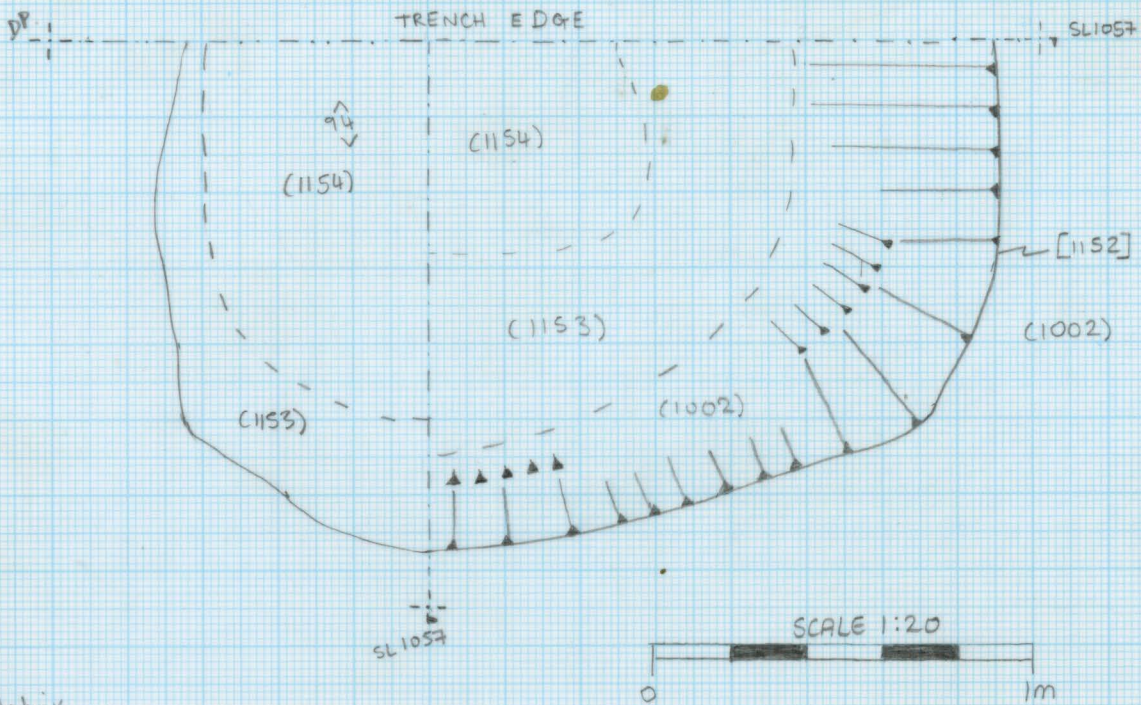 DP
TRENCH EDGE
SL1057
94
(1154)
(1154)
[1152]
(1153)
(1002)
(1002)
(1153)
SL1057
SCALE 1:20
0
1m